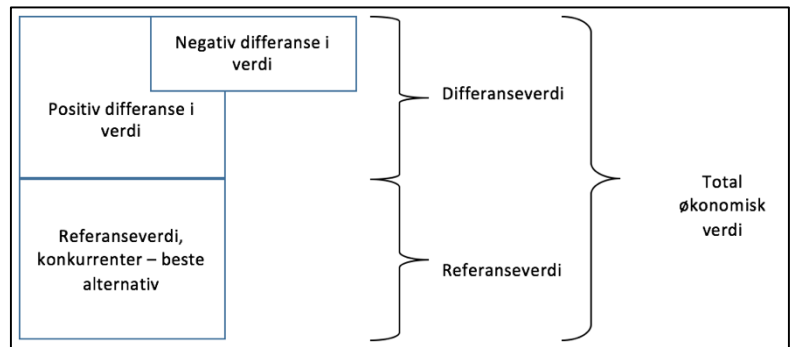 Negativ differanse i
verdi
Positiv differanse i
verdi
Differanseverdi
Total
økonomisk
verdi
Referanseverdi,
konkurrenter – beste
alternativ
Referanseverdi